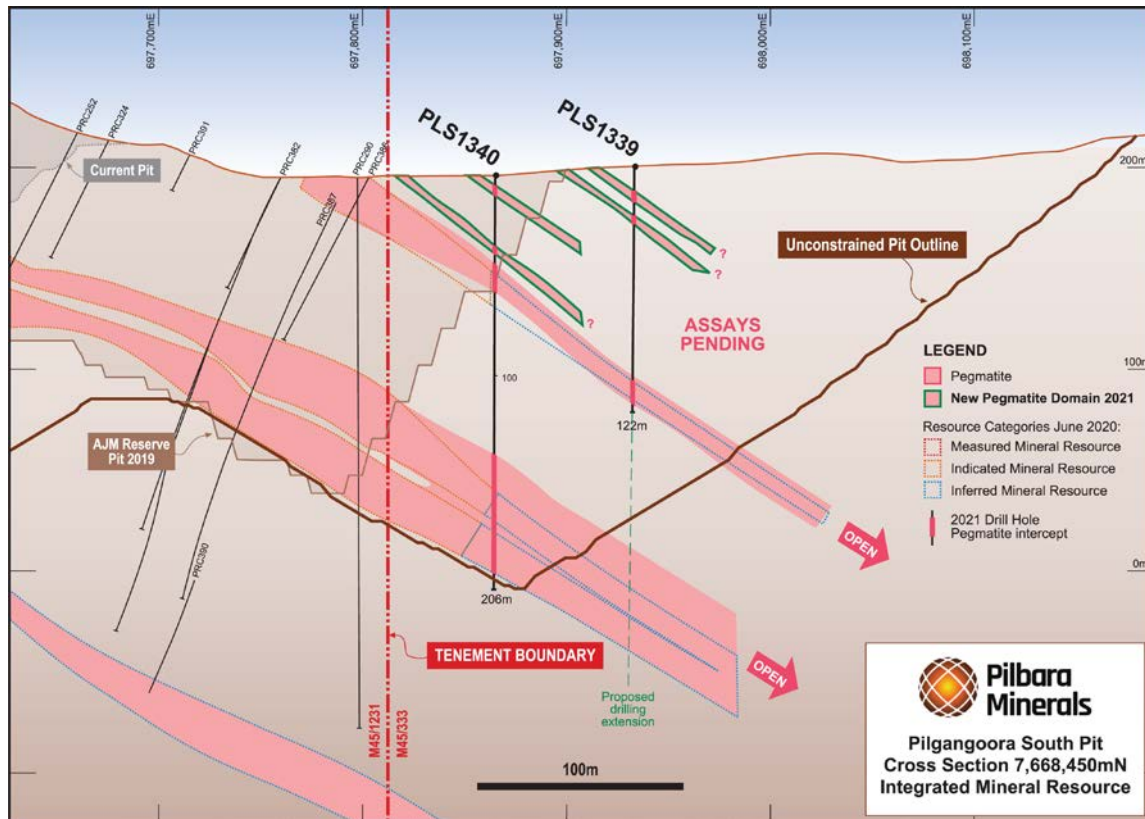 697,700mE
697,800mE
697,900mE
698,000mE
698,100mE
PRC252
PRC324
PRC391
PRC382
PRC290
PRC386
PRC387
PLS1340
PLS1339
Current Pit
200m
Unconstrained Pit Outline
?
?
?
ASSAYS
PENDING
100
100m
122m
AJM Reserve
Pit 2019
LEGEND
Pegmatite
New Pegmatite Domain 2021
Resource Categories June 2020:
Measured Mineral Resource
Indicated Mineral Resource
Inferred Mineral Resource
2021 Drill Hole
Pegmatite intercept
OPEN
PRC390
0m
206m
TENEMENT BOUNDARY
OPEN
Proposed
drilling
extension
M45/1231
M45/333
100m
Pilbara
Minerals
Pilgangoora South Pit
Cross Section 7,668,450mN
Integrated Mineral Resource